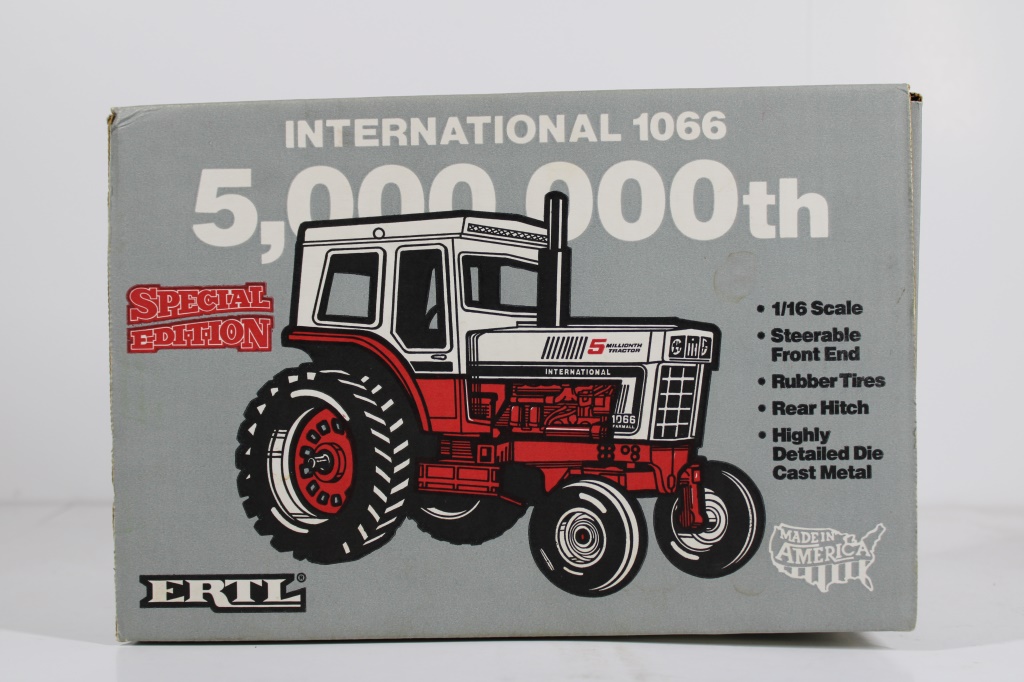 INTERNATIONAL 1066
5,000,000th
SPECIAL
EDITION
• 1/16 Scale
• Steerable
Front End
• Rubber Tires
• Rear Hitch
• Highly
Detailed Die
Cast Metal
5 MILLIONTH
TRACTOR
INTERNATIONAL
1066
FARMALL
MADE IN
AMERICA
ERTL®